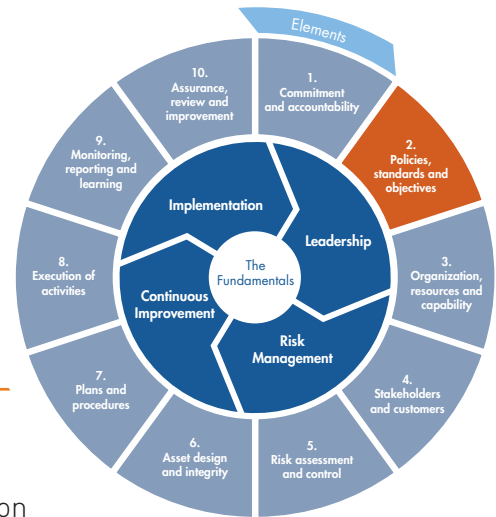 Elements
1.
Commitment
and accountability
2.
Policies,
standards and
objectives
3.
Organization,
resources and
capability
4.
Stakeholders
and customers
5.
Risk assessment
and control
6.
Asset design
and integrity
7.
Plans and
procedures
8.
Execution of
activities
9.
Monitoring,
reporting and
learning
10.
Assurance,
review and
improvement
Implementation
Leadership
The
Fundamentals
Continuous
Improvement
Risk
Management
on